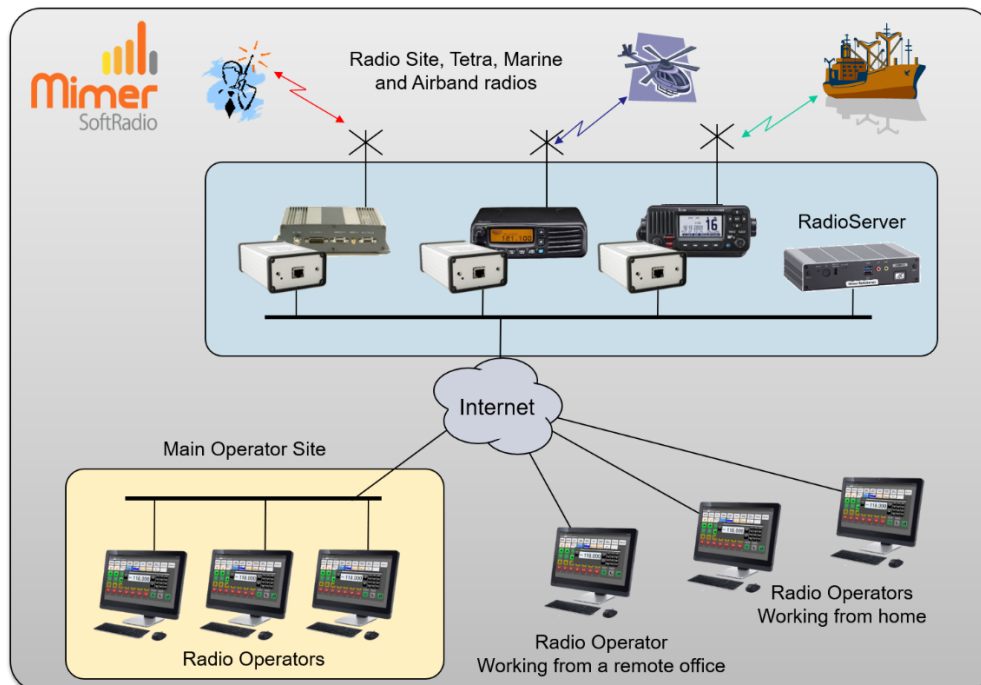 Mimer
SoftRadio
Radio Site, Tetra, Marine
and Airband radios
RadioServer
16
Internet
Main Operator Site
Radio Operators
Radio Operator
Working from a remote office
Radio Operators
Working from home